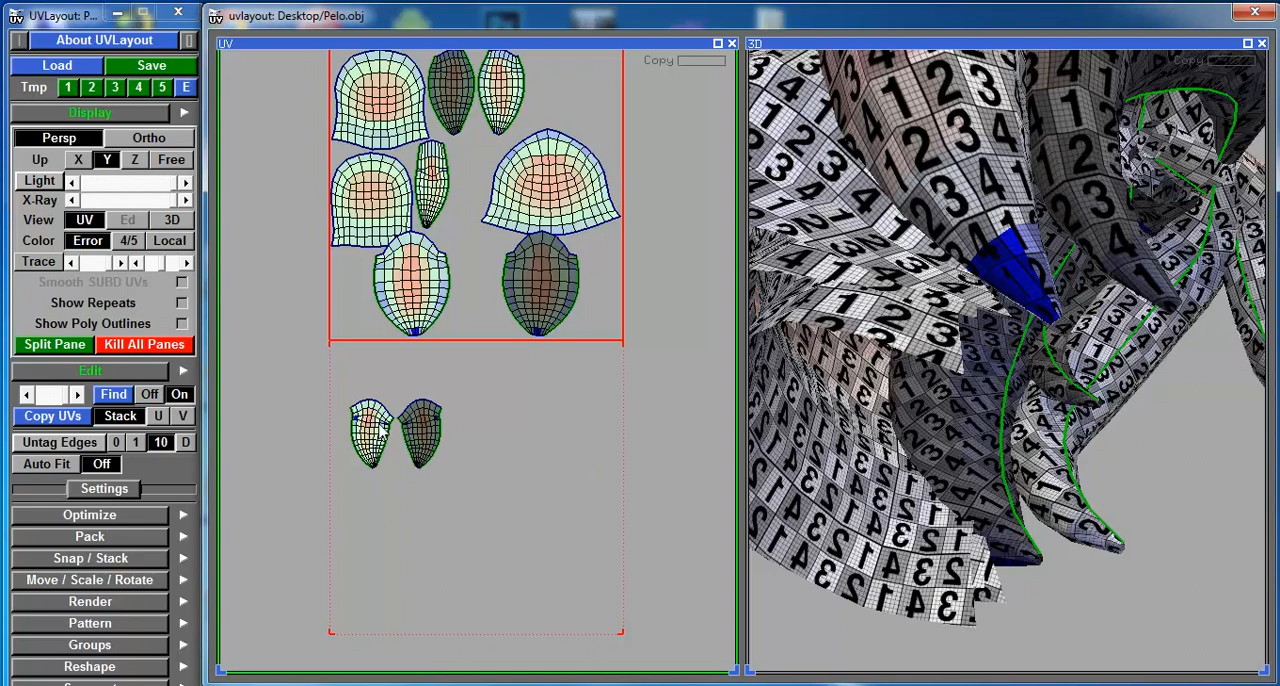 UVLayout: P...
About UVLayout
Load Save
Tmp 1 2 3 4 5 E
Display
Persp Ortho
Up X Y Z Free
Light
X-Ray
View UV Ed 3D
Color Error 4/5 Local
Trace
Smooth SUBD UVs
Show Repeats
Show Poly Outlines
Split Pane Kill All Panes
Edit
Find Off On
Copy UVs Stack U V
Untag Edges 0 1 10 D
Auto Fit Off
Settings
Optimize
Pack
Snap / Stack
Move / Scale / Rotate
Render
Pattern
Groups
Reshape
uvlayout: Desktop/Pelo.obj
UV
Copy
3D
Copy